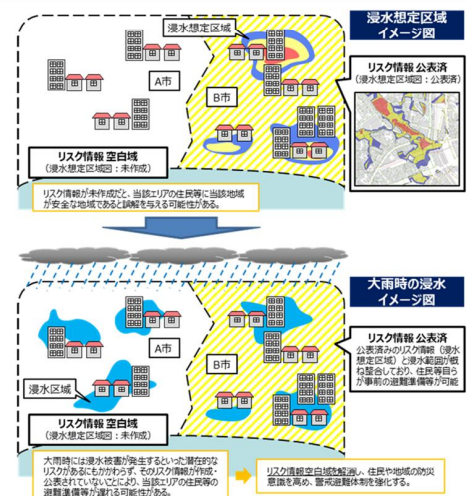 浸水想定区域
イメージ図
浸水想定区域
A市
B市
リスク情報 公表済
(浸水想定区域図：公表済)
リスク情報 空白域
(浸水想定区域図：未作成)
リスク情報が未作成だと、当該エリアの住民等に当該地域
が安全な地域であると誤解を与える可能性がある。
大雨時の浸水
イメージ図
A市
B市
浸水区域
リスク情報 公表済
公表済みのリスク情報（浸水
想定区域）と浸水範囲が概
ね整合しており、住民等自ら
が事前の避難準備等が可能
リスク情報 空白域
(浸水想定区域図：未作成)
大雨時には浸水被害が発生するといった潜在的な
リスクがあるにもかかわらず、そのリスク情報が作成・
公表されていないことにより、当該エリアの住民等の
避難準備等が遅れる可能性がある。
リスク情報空白域を解消し、住民や地域の防災
意識を高め、警戒避難体制を強化する。